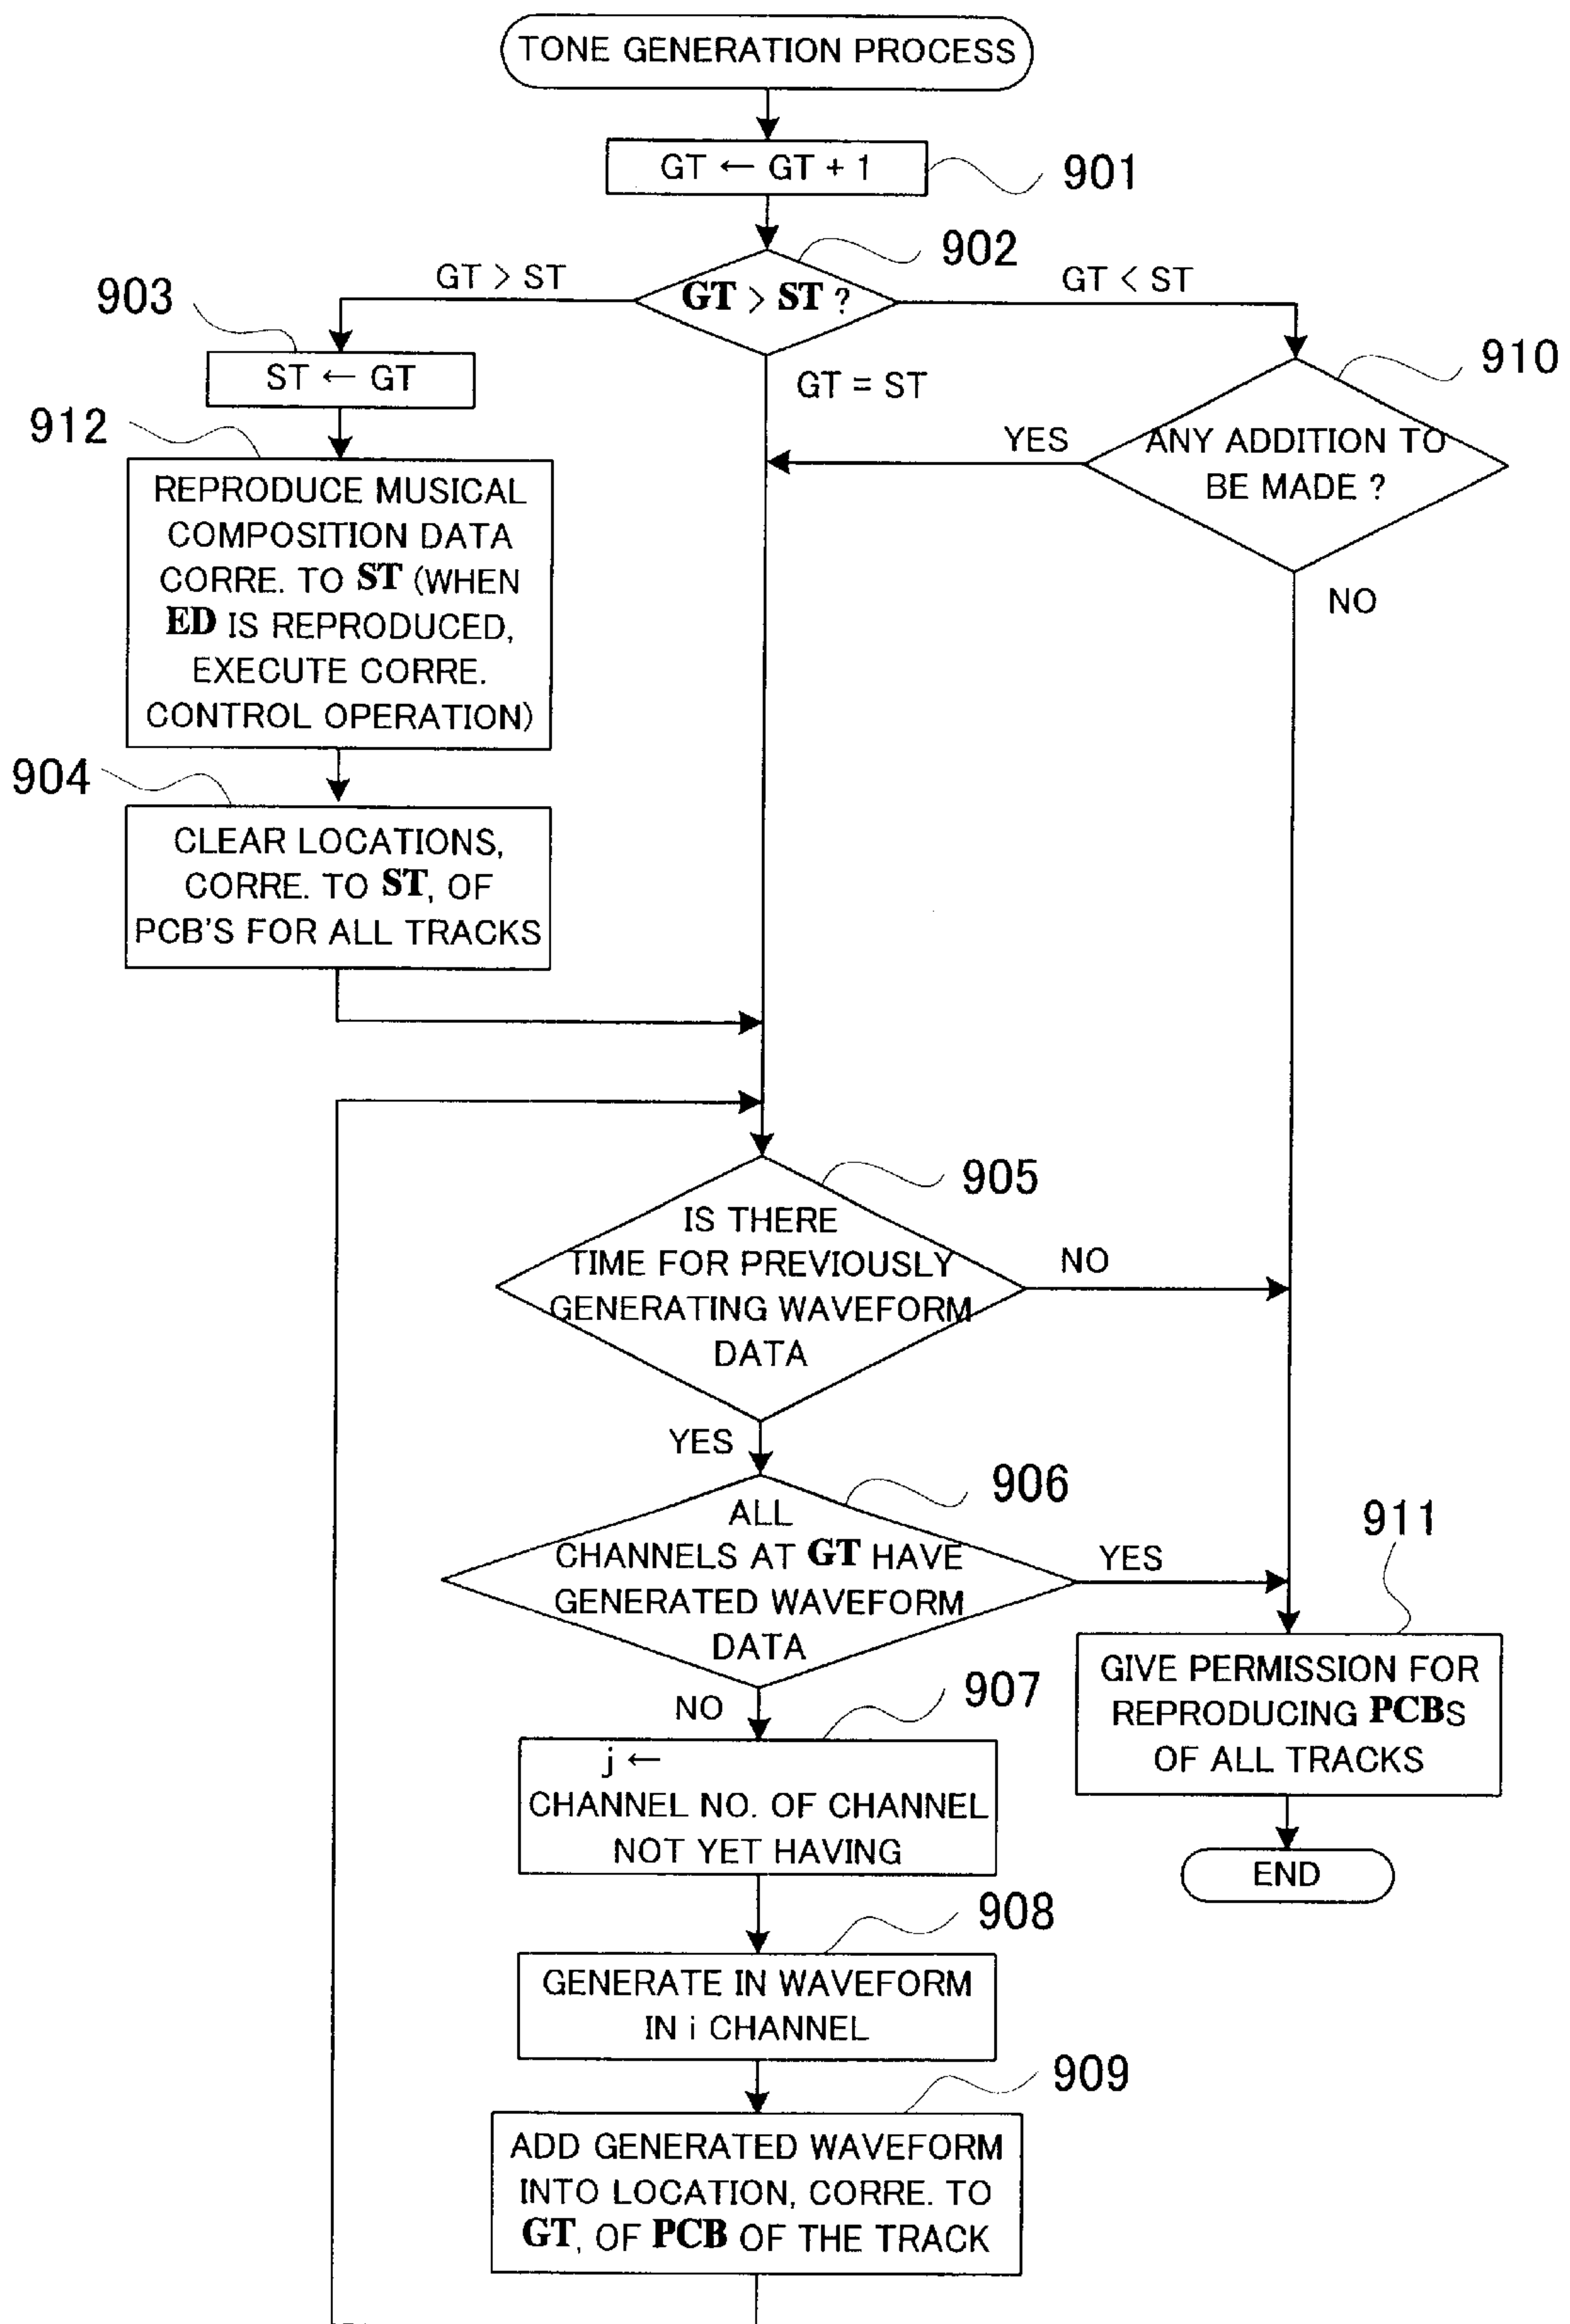 TONE GENERATION PROCESS
GT ← GT + 1
901
902
GT > ST ?
GT > ST
GT < ST
GT = ST
903
ST ← GT
910
ANY ADDITION TO
BE MADE ?
YES
NO
912
REPRODUCE MUSICAL
COMPOSITION DATA
CORRE. TO ST (WHEN
ED IS REPRODUCED,
EXECUTE CORRE.
CONTROL OPERATION)
904
CLEAR LOCATIONS,
CORRE. TO ST, OF
PCB'S FOR ALL TRACKS
905
IS THERE
TIME FOR PREVIOUSLY
GENERATING WAVEFORM
DATA
NO
YES
906
ALL
CHANNELS AT GT HAVE
GENERATED WAVEFORM
DATA
YES
NO
911
GIVE PERMISSION FOR
REPRODUCING PCBS
OF ALL TRACKS
END
907
j ←
CHANNEL NO. OF CHANNEL
NOT YET HAVING
908
GENERATE IN WAVEFORM
IN i CHANNEL
909
ADD GENERATED WAVEFORM
INTO LOCATION, CORRE. TO
GT, OF PCB OF THE TRACK